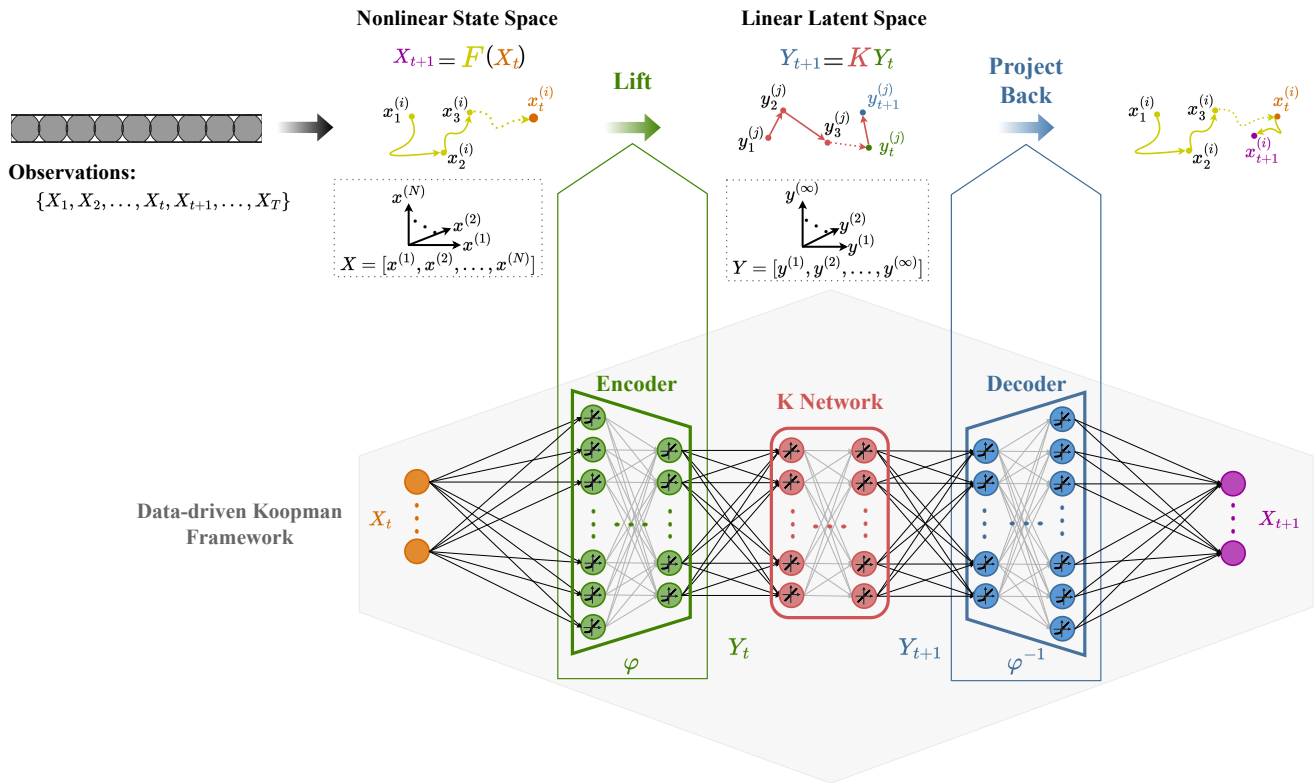 Nonlinear State Space
Linear Latent Space
X_{t+1} = F(X_t)
Y_{t+1} = K Y_t
Lift
Project
Back
x_1^{(i)}
x_2^{(i)}
x_3^{(i)}
x_t^{(i)}
y_1^{(j)}
y_2^{(j)}
y_3^{(j)}
y_t^{(j)}
y_{t+1}^{(j)}
x_1^{(i)}
x_2^{(i)}
x_3^{(i)}
x_t^{(i)}
x_{t+1}^{(i)}
Observations:
{X_1, X_2, ..., X_t, X_{t+1}, ..., X_T}
x^{(N)}
x^{(2)}
x^{(1)}
X = [x^{(1)}, x^{(2)}, ..., x^{(N)}]
y^{(∞)}
y^{(2)}
y^{(1)}
Y = [y^{(1)}, y^{(2)}, ..., y^{(∞)}]
Encoder
K Network
Decoder
Data-driven Koopman
Framework
X_t
X_{t+1}
Y_t
Y_{t+1}
φ
φ^{-1}